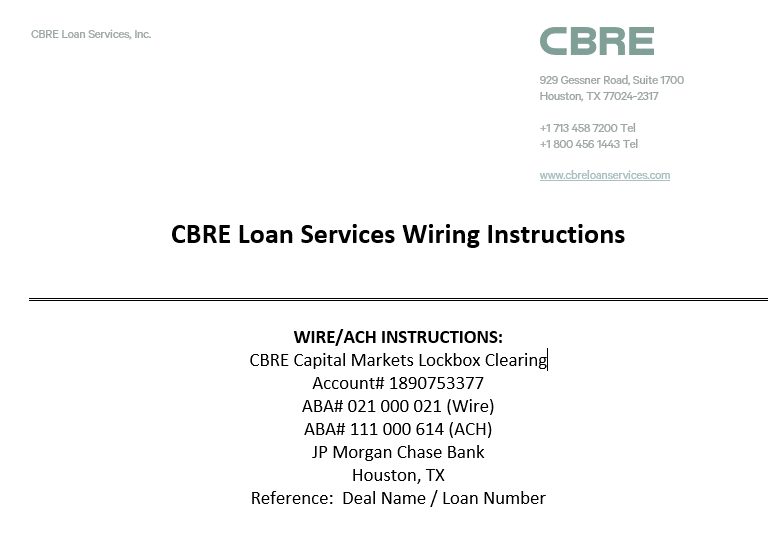 CBRE Loan Services, Inc.
CBRE
929 Gessner Road, Suite 1700
Houston, TX 77024-2317
+1 713 458 7200 Tel
+1 800 456 1443 Tel
www.cbreloanservices.com
CBRE Loan Services Wiring Instructions
WIRE/ACH INSTRUCTIONS:
CBRE Capital Markets Lockbox Clearing
Account# 1890753377
ABA# 021 000 021 (Wire)
ABA# 111 000 614 (ACH)
JP Morgan Chase Bank
Houston, TX
Reference:  Deal Name / Loan Number